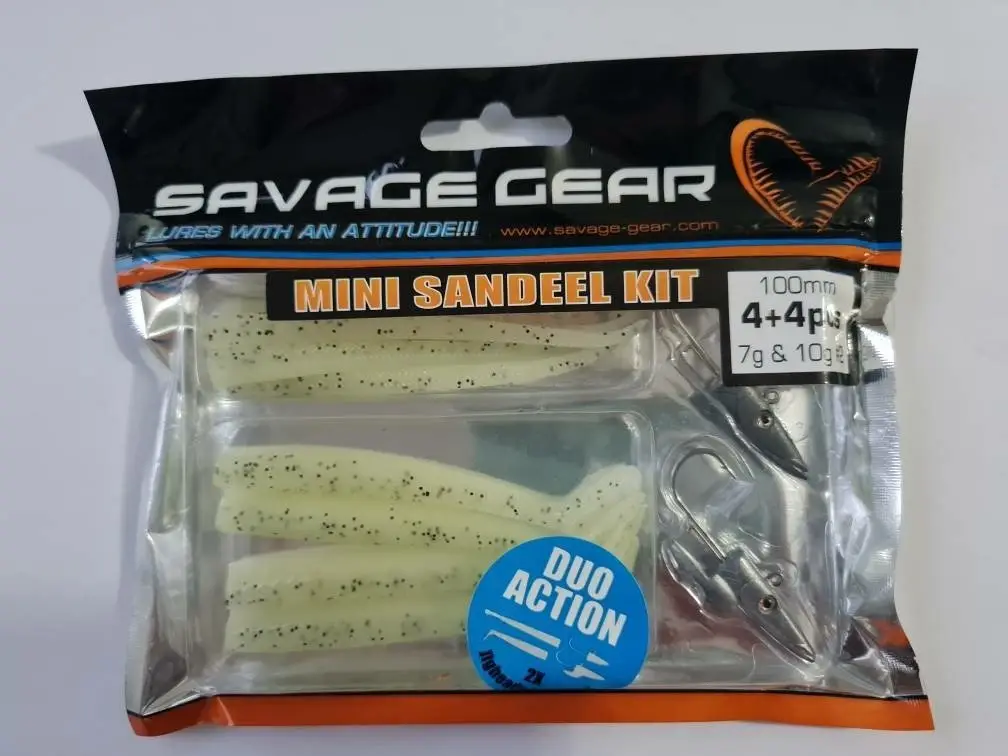 SAVAGE GEAR
LURES WITH AN ATTITUDE!!! www.savage-gear.com
MINI SANDEEL KIT
100mm
4+4pcs
7g & 10g
DUO
ACTION
2X
Jigheads